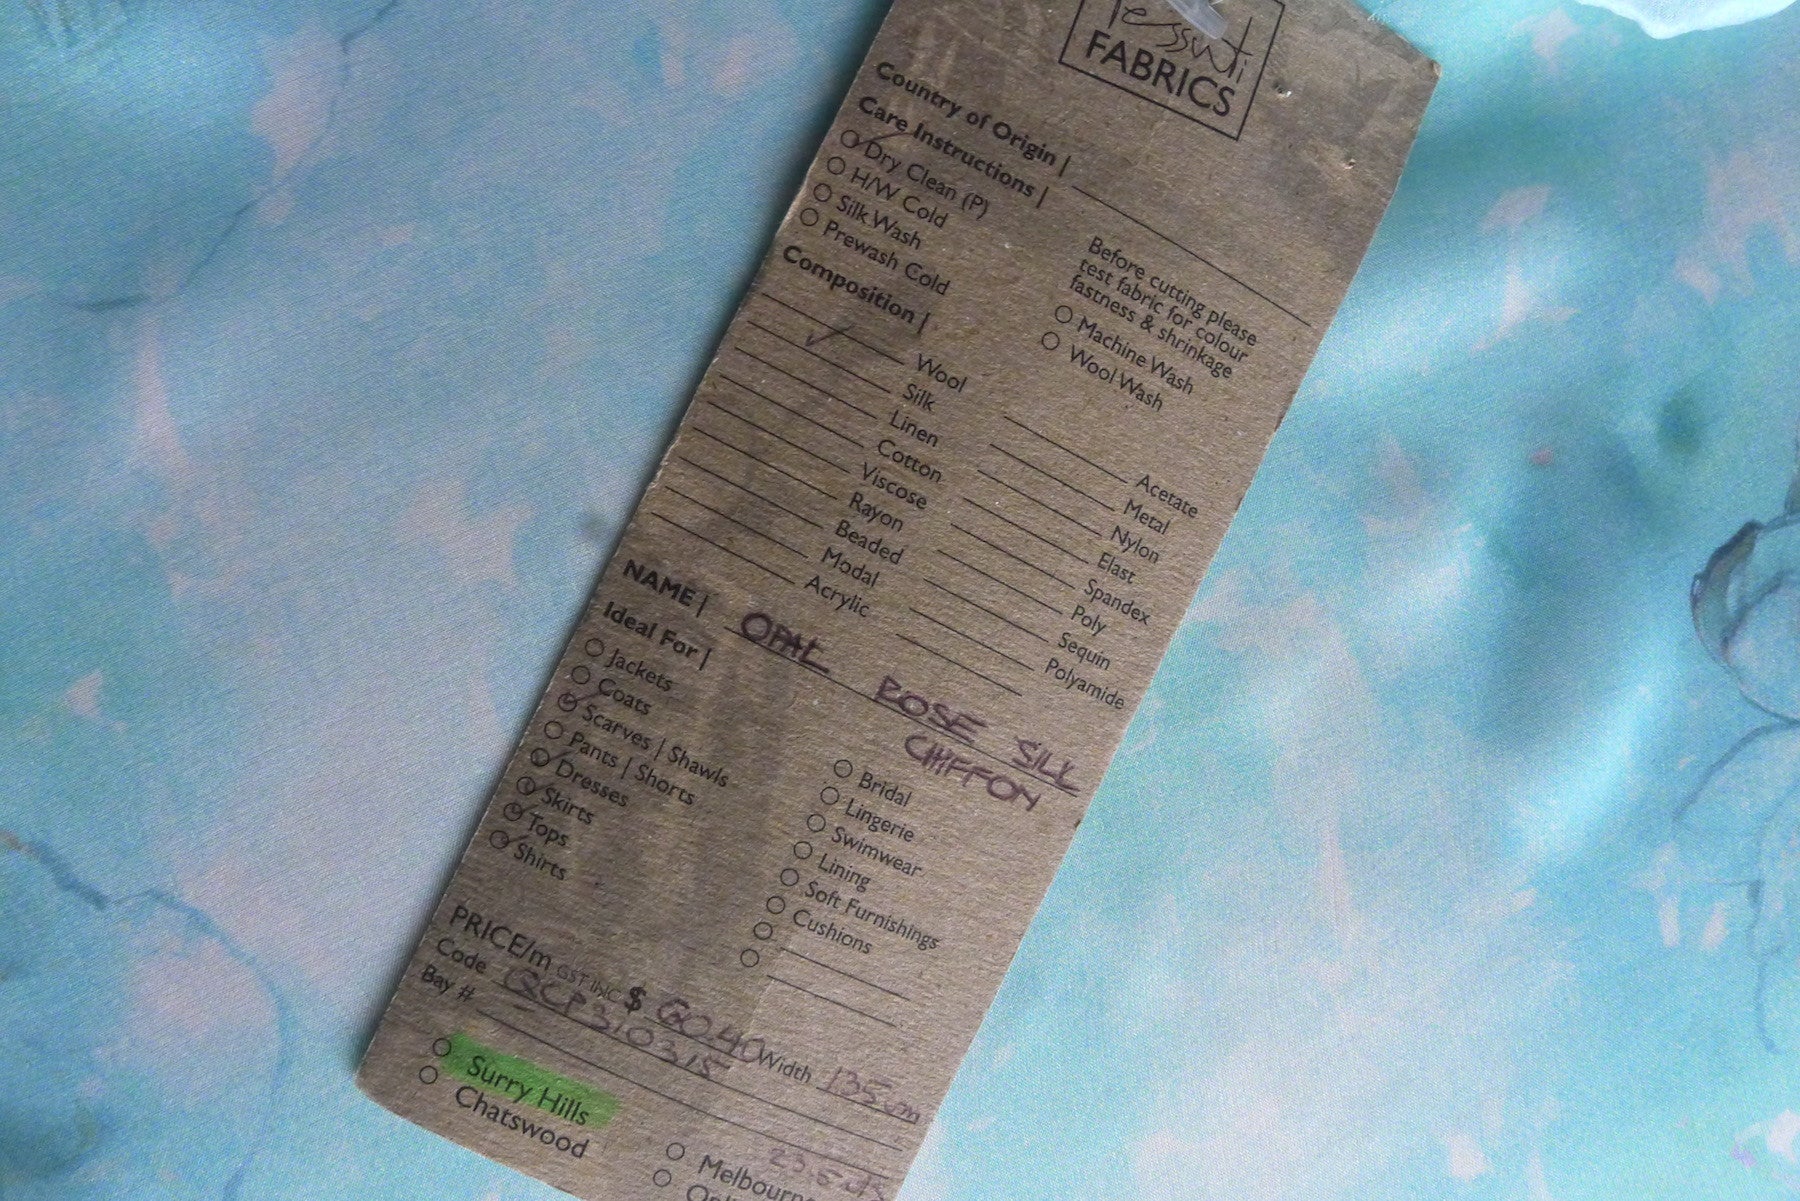 Tessuti
FABRICS
Country of Origin |
Care Instructions |
Dry Clean (P)
H/W Cold
Silk Wash
Prewash Cold
Before cutting please
test fabric for colour
fastness & shrinkage
Machine Wash
Wool Wash
Composition |
Wool
Silk
Linen
Cotton
Viscose
Rayon
Beaded
Modal
Acrylic
Acetate
Metal
Nylon
Elast
Spandex
Poly
Sequin
Polyamide
NAME | OPAL ROSE SILK
CHIFFON
Ideal For |
Jackets
Coats
Scarves | Shawls
Pants | Shorts
Dresses
Skirts
Tops
Shirts
Bridal
Lingerie
Swimwear
Lining
Soft Furnishings
Cushions
PRICE/m GST INC $ Width 135cm
Code QCP310315
Bay #
Surry Hills
Chatswood
23.5.